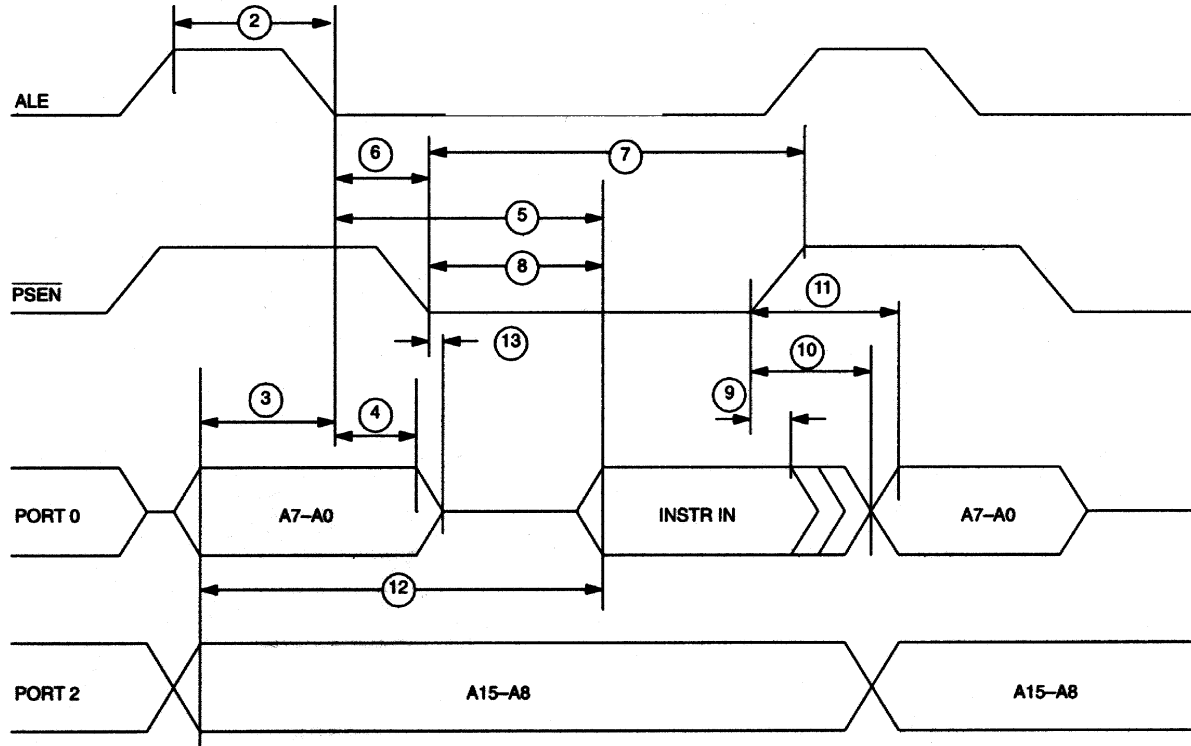 2
ALE
6
7
5
8
PSEN
11
13
10
9
3
4
PORT 0
A7–A0
INSTR IN
A7–A0
12
PORT 2
A15–A8
A15–A8